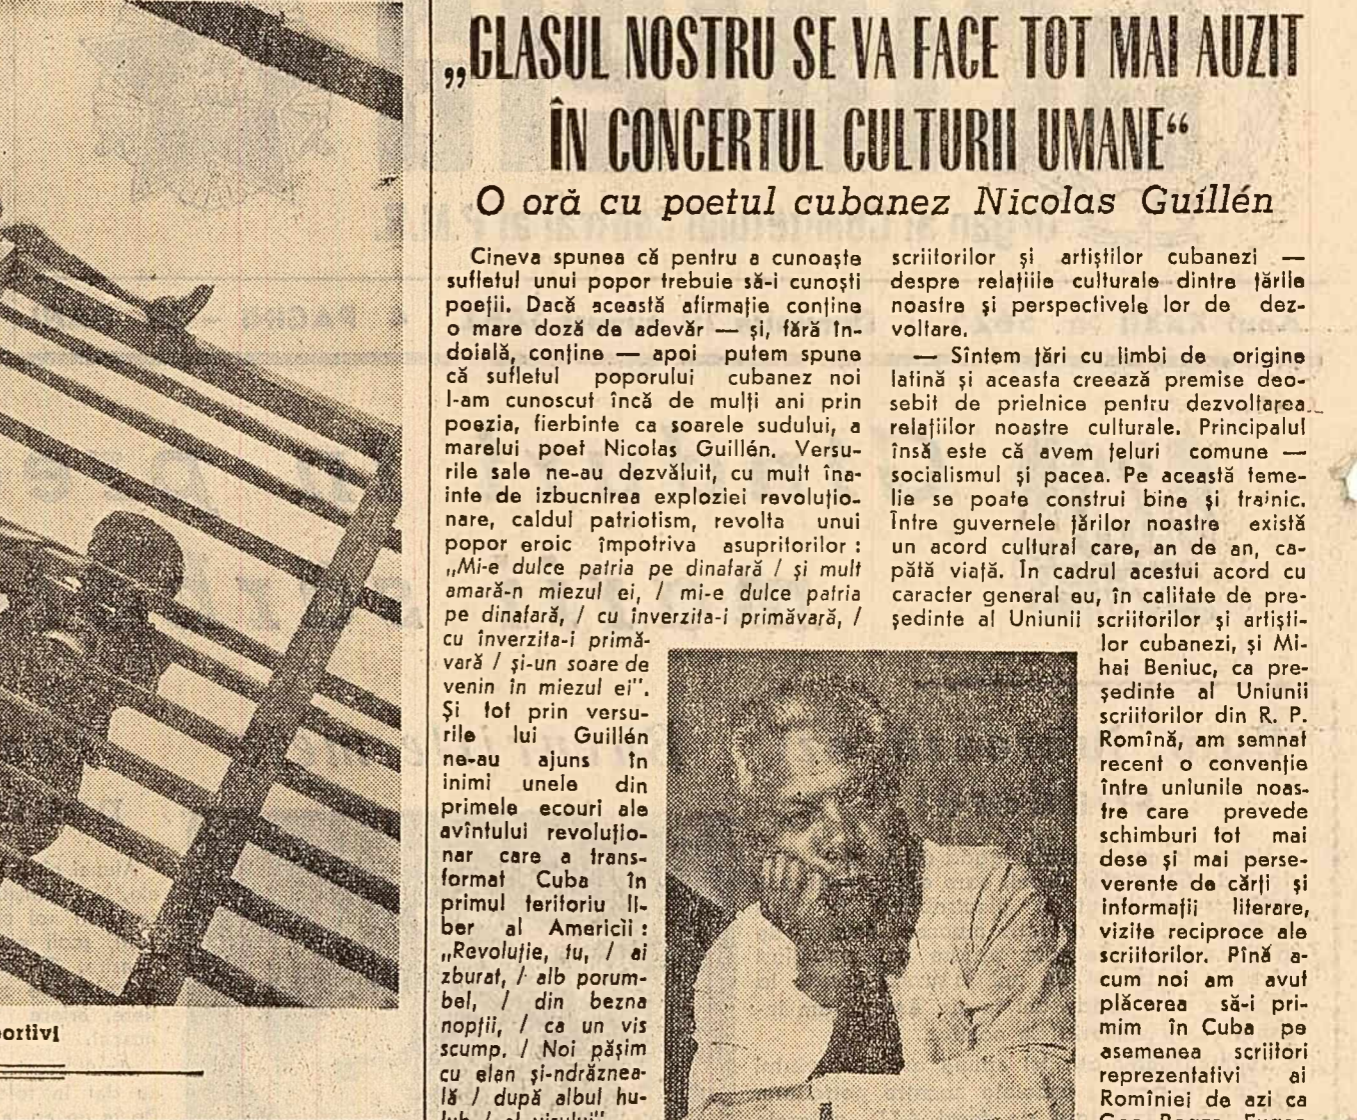 „GLASUL NOSTRU SE VA FACE TOT MAI AUZIT
ÎN CONCERTUL CULTURII UMANE“
O oră cu poetul cubanez Nicolas Guillén
Cineva spunea că pentru a cunoaște
sufletul unui popor trebuie să-i cunoști
poeții. Dacă această afirmație conține
o mare doză de adevăr — și, fără în-
doială, conține — apoi putem spune
că sufletul poporului cubanez noi
l-am cunoscut încă de mulți ani prin
poezia, fierbinte ca soarele sudului, a
marelui poet Nicolas Guillén. Versu-
rile sale ne-au dezvăluit, cu mult îna-
inte de izbucnirea exploziei revoluțio-
nare, caldul patriotism, revolta unui
popor eroic împotriva asupritorilor :
„Mi-e dulce patria pe dinafară / și mult
amară-n miezul ei, / mi-e dulce patria
pe dinafară, / cu înverzita-i primăvară, /
cu înverzita-i primă-
vară / și-un soare de
venin în miezul ei".
Și tot prin versu-
rile lui Guillén
ne-au ajuns în
inimi unele din
primele ecouri ale
avîntului revoluțio-
nar care a trans-
format Cuba în
primul teritoriu li-
ber al Americii :
„Revoluție, tu, / ai
zburat, / alb porum-
bel, / din bezna
nopții, / ca un vis
scump. / Noi pășim
cu elan și-ndrăznea-
lă / după albul hu-
lub / al visului"
scriitorilor și artiștilor cubanezi —
despre relațiile culturale dintre țările
noastre și perspectivele lor de dez-
voltare.
— Sîntem țări cu limbi de origine
latină și aceasta creează premise deo-
sebit de prielnice pentru dezvoltarea
relațiilor noastre culturale. Principalul
însă este că avem țeluri comune —
socialismul și pacea. Pe această teme-
lie se poate construi bine și trainic.
Între guvernele țărilor noastre există
un acord cultural care, an de an, ca-
pătă viață. În cadrul acestui acord cu
caracter general eu, în calitate de pre-
ședinte al Uniunii scriitorilor și artiști-
lor cubanezi, și Mi-
hai Beniuc, ca pre-
ședinte al Uniunii
scriitorilor din R. P.
Romînă, am semnat
recent o convenție
între uniunile noas-
tre care prevede
schimburi tot mai
dese și mai perse-
verente de cărți și
informații literare,
vizite reciproce ale
scriitorilor. Pînă a-
cum noi am avut
plăcerea să-i pri-
mim în Cuba pe
asemenea scriitori
reprezentativi ai
Romîniei de azi ca
ortivi